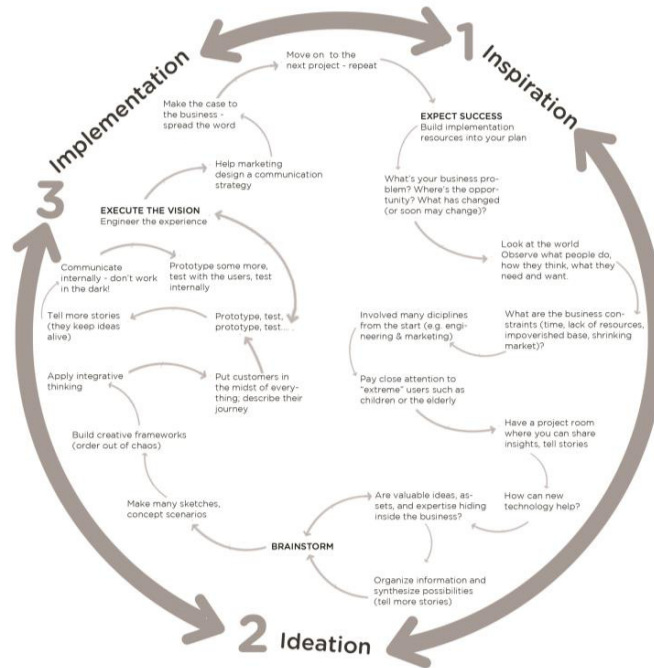 1 Inspiration
EXPECT SUCCESS
Build implementation
resources into your plan
What's your business pro-
blem? Where's the oppor-
tunity? What has changed
(or soon may change)?
Look at the world
Observe what people do,
how they think, what they
need and want.
What are the business con-
straints (time, lack of resources,
impoverished base, shrinking
market)?
Involved many diciplines
from the start (e.g. engi-
neering & marketing)
Pay close attention to
"extreme" users such as
children or the elderly
Have a project room
where you can share
insights, tell stories
How can new
technology help?
Are valuable ideas, as-
sets, and expertise hiding
inside the business?
Organize information and
synthesize possibilities
(tell more stories)
2 Ideation
BRAINSTORM
Make many sketches,
concept scenarios
Build creative frameworks
(order out of chaos)
Apply integrative
thinking
Put customers in
the midst of every-
thing; describe their
journey
Prototype, test,
prototype, test.....
Tell more stories
(they keep ideas
alive)
Communicate
internally - don't work
in the dark!
Prototype some more,
test with the users, test
internally
3 Implementation
EXECUTE THE VISION
Engineer the experience
Help marketing
design a communication
strategy
Make the case to
the business -
spread the word
Move on to the
next project - repeat